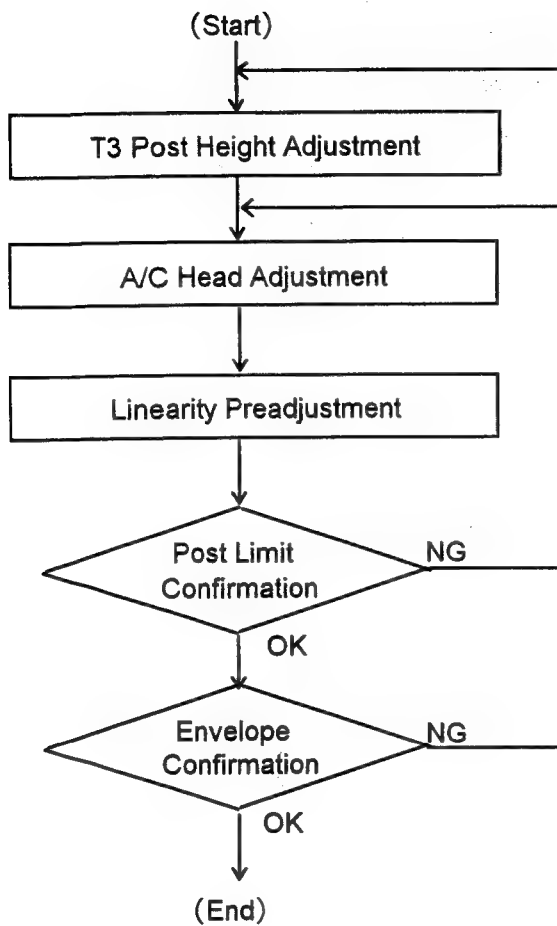 (Start)
T3 Post Height Adjustment
A/C Head Adjustment
Linearity Preadjustment
Post Limit
Confirmation
NG
OK
Envelope
Confirmation
NG
OK
(End)